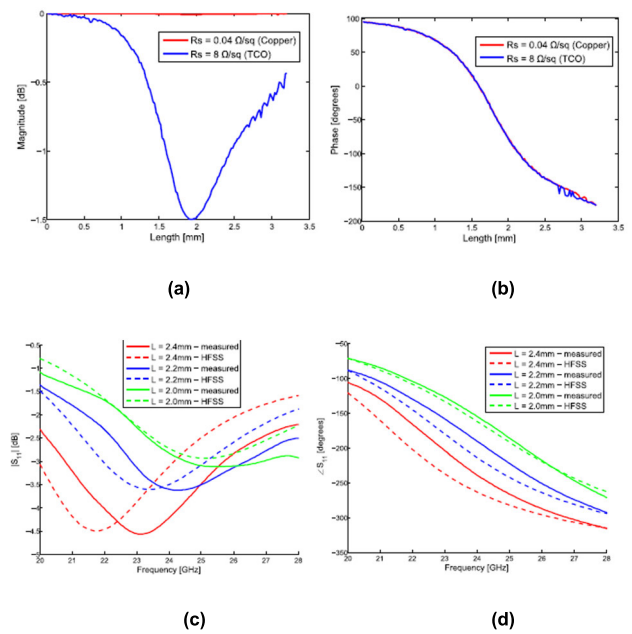 0
-0.5
-1
-1.5
Magnitude [dB]
Rs = 0.04 Ω/sq (Copper)
Rs = 8 Ω/sq (TCO)
0 0.5 1 1.5 2 2.5 3 3.5
Length [mm]
(a)
100
50
0
-50
-100
-150
-200
Phase [degrees]
Rs = 0.04 Ω/sq (Copper)
Rs = 8 Ω/sq (TCO)
0 0.5 1 1.5 2 2.5 3 3.5
Length [mm]
(b)
-0.5
-1
-1.5
-2
-2.5
-3
-3.5
-4
-4.5
-5
|S11| [dB]
L = 2.4mm – measured
L = 2.4mm – HFSS
L = 2.2mm – measured
L = 2.2mm – HFSS
L = 2.0mm – measured
L = 2.0mm – HFSS
20 21 22 23 24 25 26 27 28
Frequency [GHz]
(c)
-50
-100
-150
-200
-250
-300
-350
∠S11 [degrees]
L = 2.4mm – measured
L = 2.4mm – HFSS
L = 2.2mm – measured
L = 2.2mm – HFSS
L = 2.0mm – measured
L = 2.0mm – HFSS
20 21 22 23 24 25 26 27 28
Frequency [GHz]
(d)